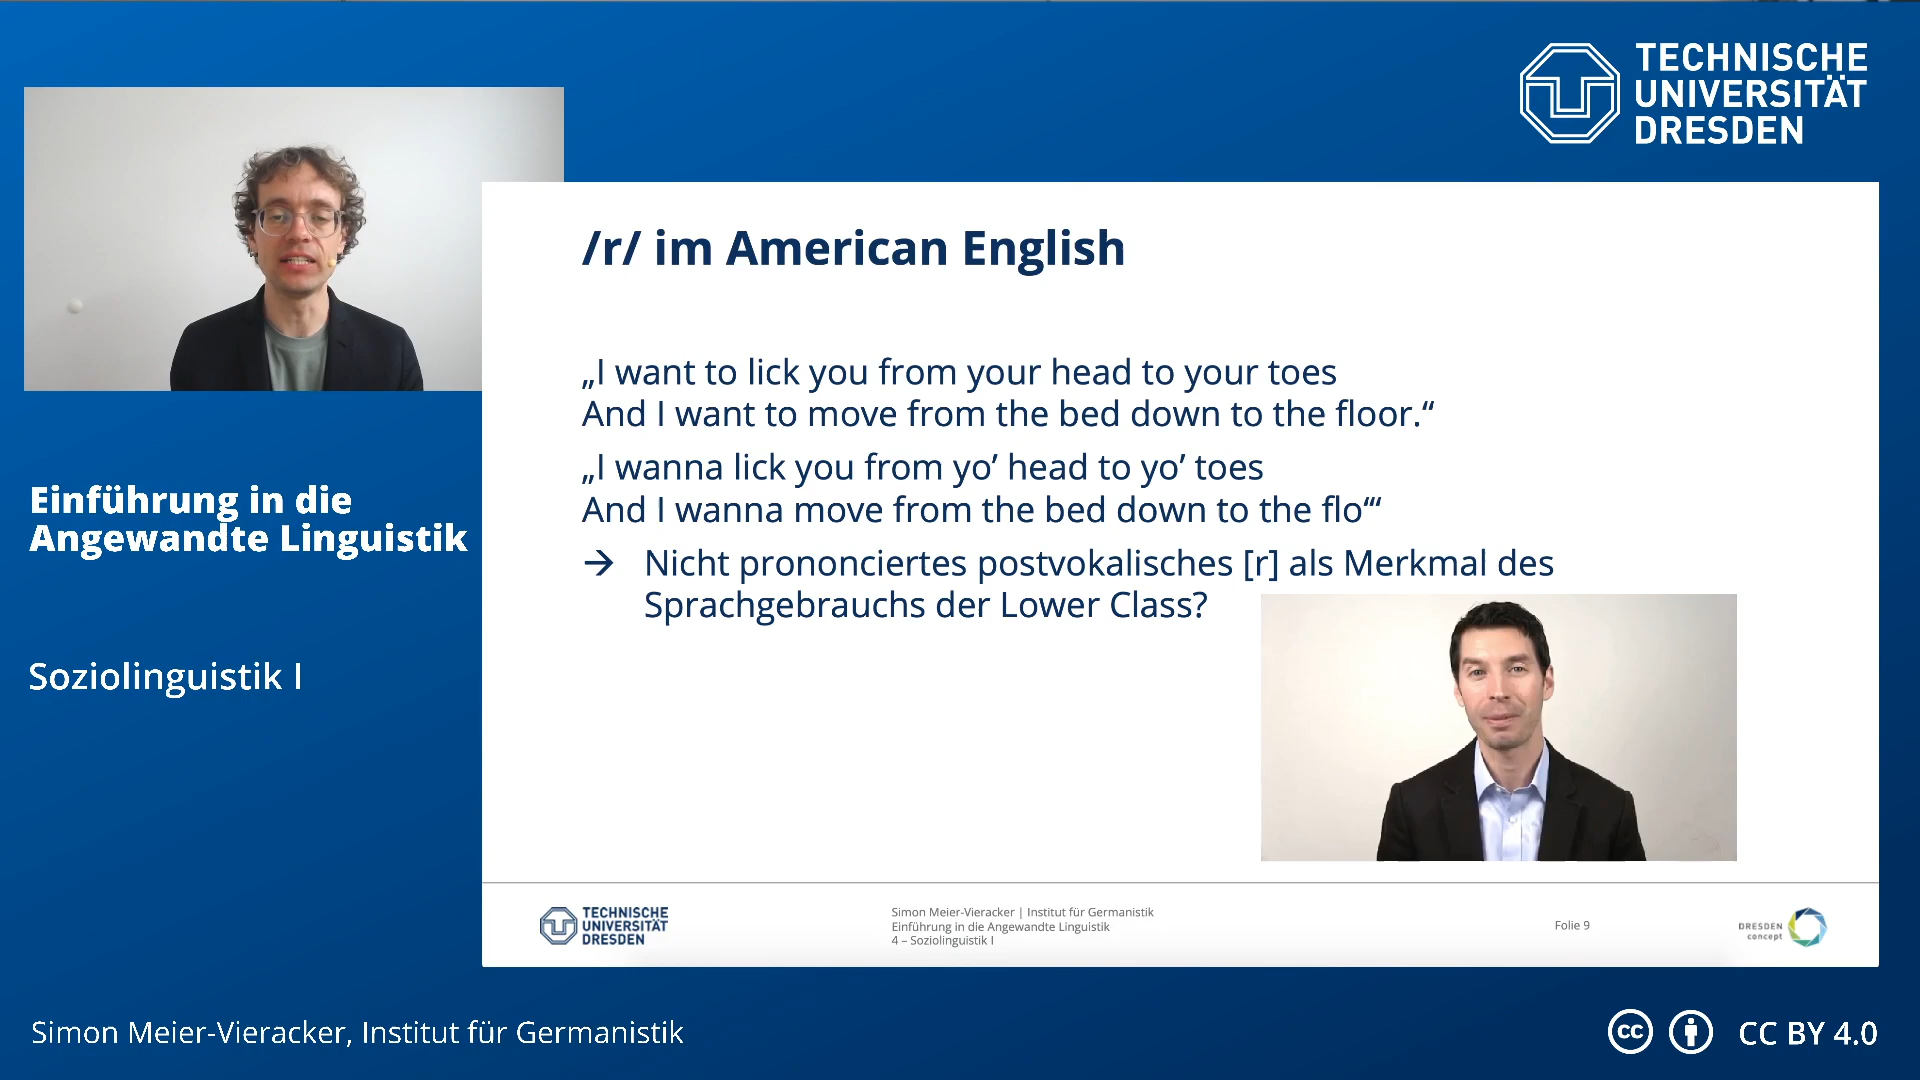 TECHNISCHE
UNIVERSITÄT
DRESDEN
/r/ im American English
„I want to lick you from your head to your toes
And I want to move from the bed down to the floor.“
„I wanna lick you from yo’ head to yo’ toes
And I wanna move from the bed down to the flo‘“
→ Nicht prononciertes postvokalisches [r] als Merkmal des
Sprachgebrauchs der Lower Class?
Einführung in die
Angewandte Linguistik
Soziolinguistik I
TECHNISCHE
UNIVERSITÄT
DRESDEN
Simon Meier-Vieracker | Institut für Germanistik
Einführung in die Angewandte Linguistik
4 – Soziolinguistik I
Folie 9
DRESDEN
concept
Simon Meier-Vieracker, Institut für Germanistik
cc CC BY 4.0